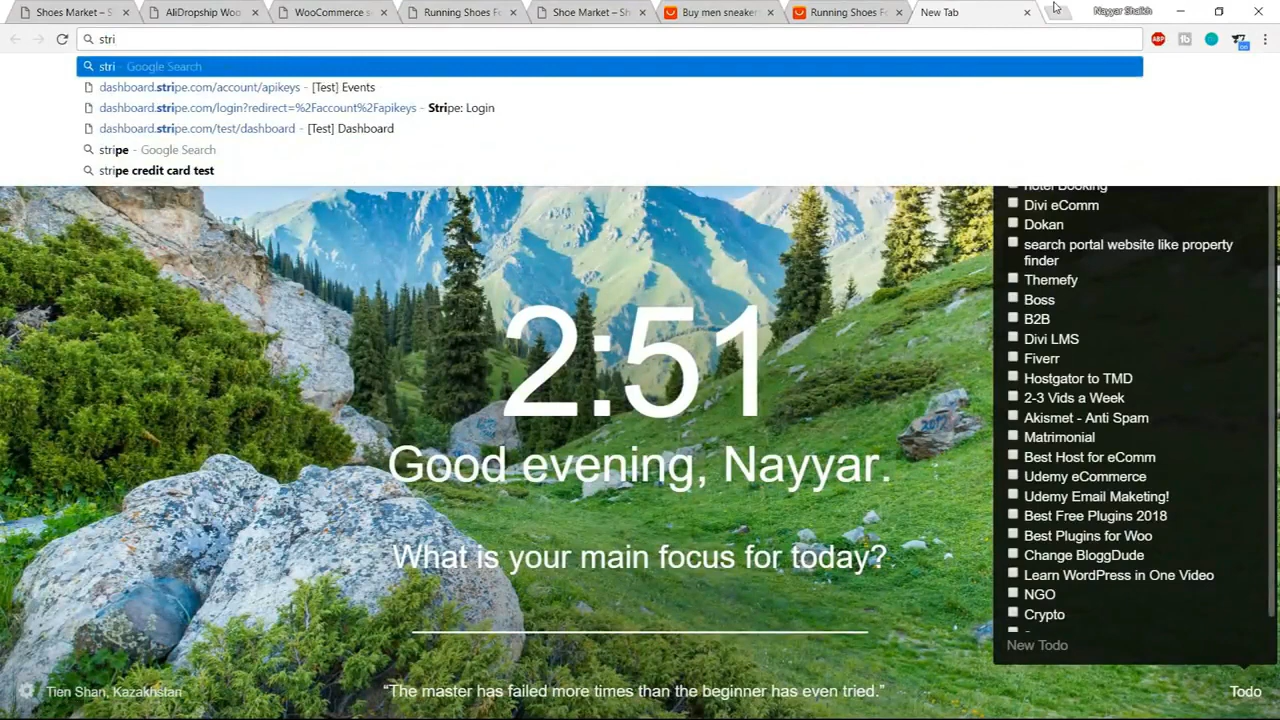 Shoes Market – S
AliDropship Woo
WooCommerce s
Running Shoes Fo
Shoe Market – Sh
Buy men sneaker
Running Shoes Fo
New Tab
Nayyar Shaikh
stri
ABP
fb
stri - Google Search
dashboard.stripe.com/account/apikeys - [Test] Events
dashboard.stripe.com/login?redirect=%2Faccount%2Fapikeys - Stripe: Login
dashboard.stripe.com/test/dashboard - [Test] Dashboard
stripe - Google Search
stripe credit card test
hotel Booking
Divi eComm
Dokan
search portal website like property
finder
Themefy
Boss
B2B
Divi LMS
Fiverr
Hostgator to TMD
2-3 Vids a Week
Akismet - Anti Spam
Matrimonial
Best Host for eComm
Udemy eCommerce
Udemy Email Maketing!
Best Free Plugins 2018
Best Plugins for Woo
Change BloggDude
Learn WordPress in One Video
NGO
Crypto
New Todo
2:51
Good evening, Nayyar.
What is your main focus for today?
Tien Shan, Kazakhstan
“The master has failed more times than the beginner has even tried.”
Todo